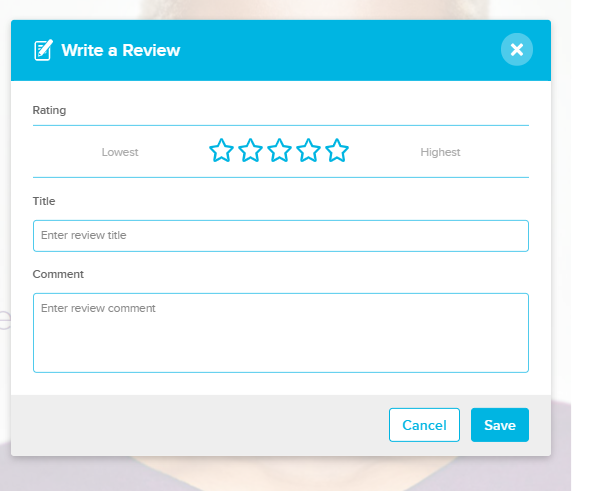 Write a Review
Rating
Lowest
Highest
Title
Enter review title
Comment
Enter review comment
Cancel
Save